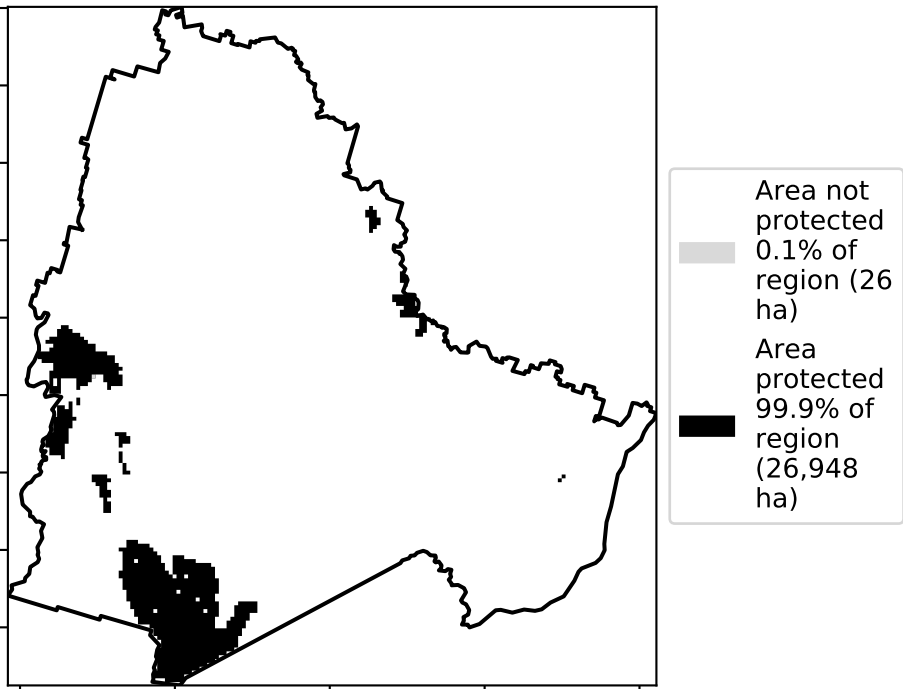 Area not
protected
0.1% of
region (26
ha)
Area
protected
99.9% of
region
(26,948
ha)